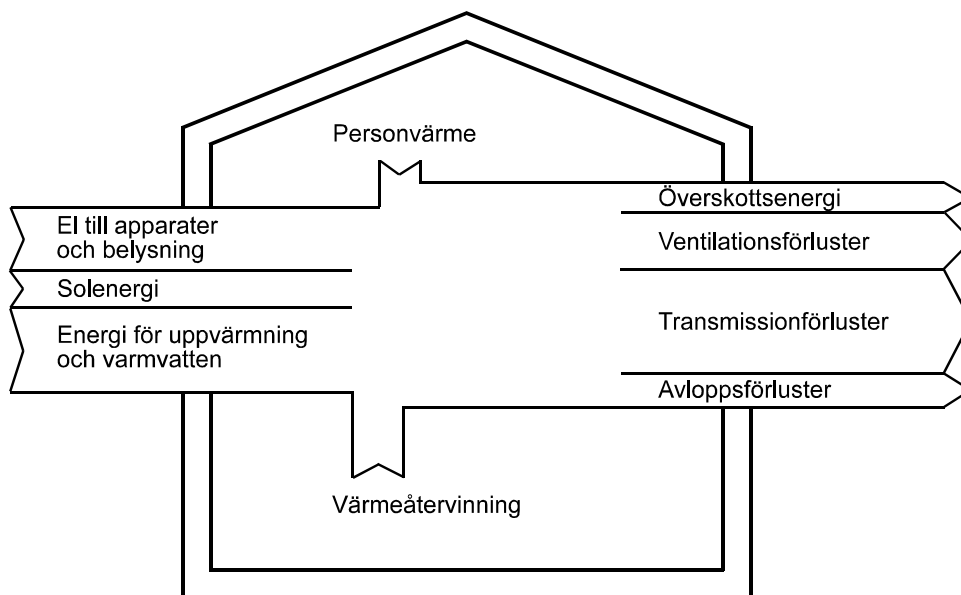 Personvärme
El till apparater
och belysning
Solenergi
Energi för uppvärmning
och varmvatten
Överskottsenergi
Ventilationsförluster
Transmissionförluster
Avloppsförluster
Värmeåtervinning